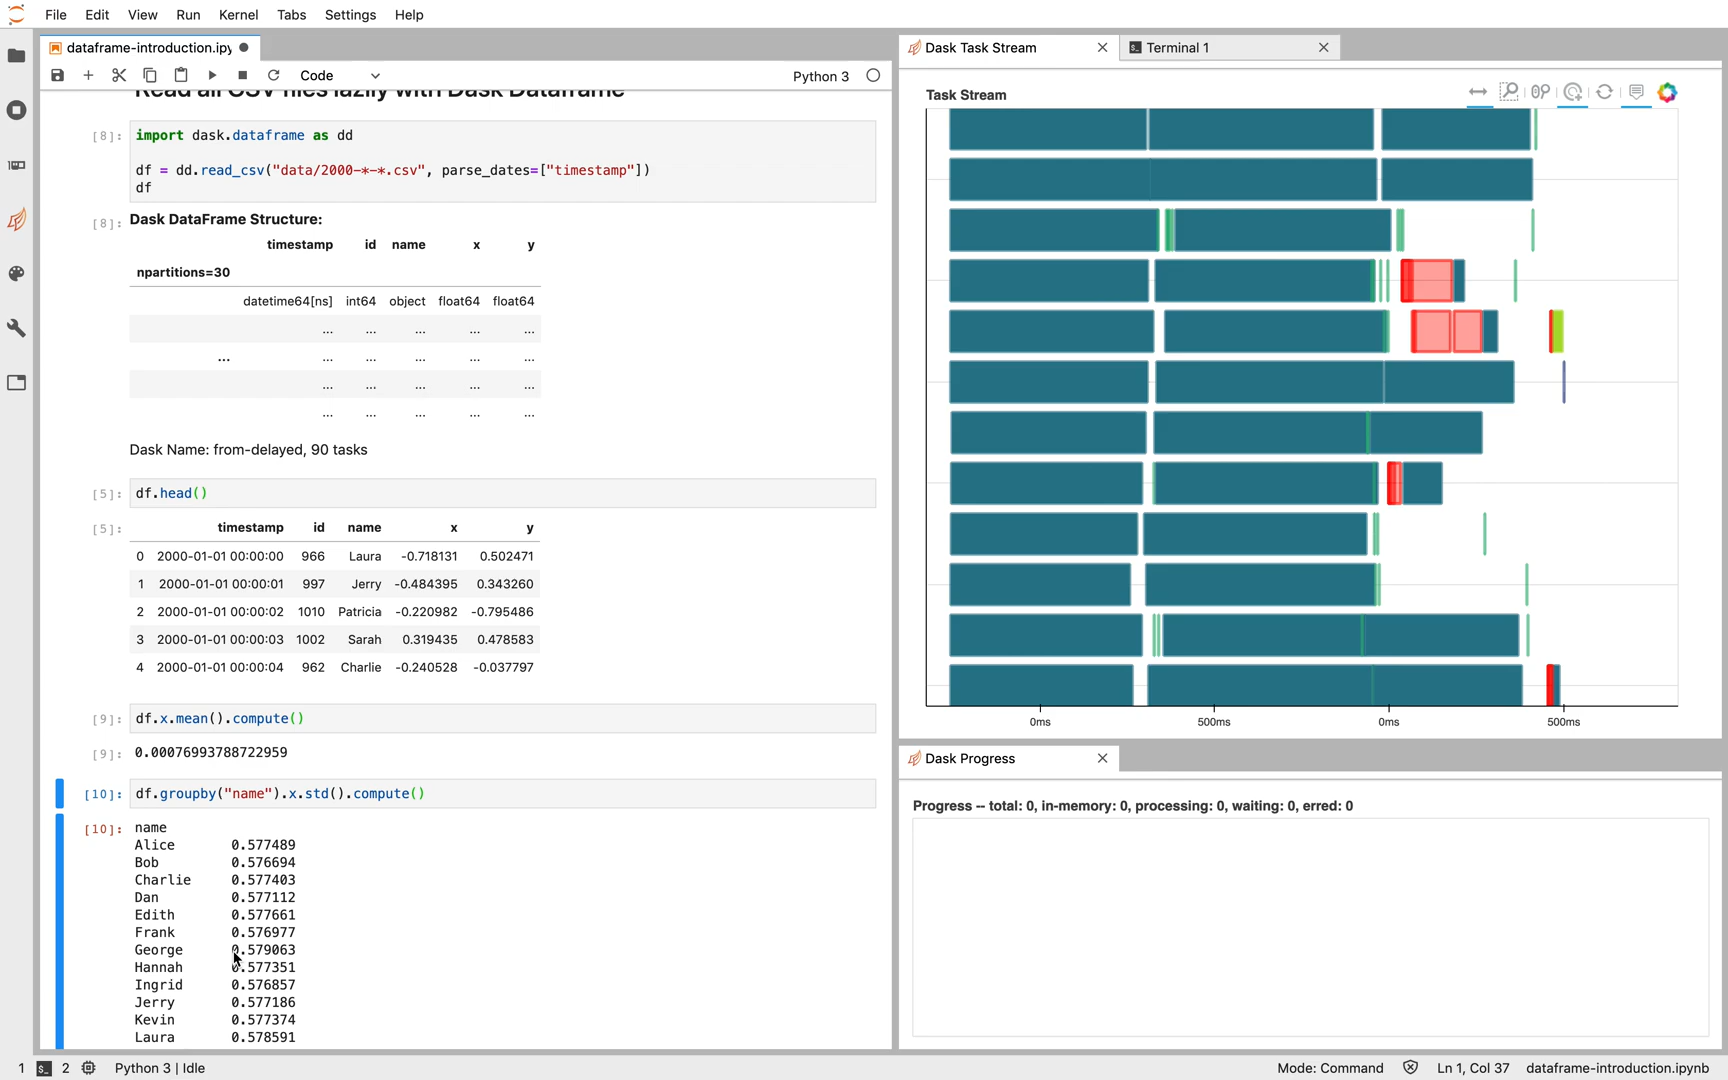 File Edit View Run Kernel Tabs Settings Help
dataframe-introduction.ipy
Code
Python 3
Read all CSV files lazily with Dask Dataframe
[8]: import dask.dataframe as dd
df = dd.read_csv("data/2000-*-*.csv", parse_dates=["timestamp"])
df
[8]: Dask DataFrame Structure:
timestamp id name x y
npartitions=30
datetime64[ns] int64 object float64 float64
... ... ... ... ...
... ... ... ... ... ...
... ... ... ... ...
... ... ... ... ...
Dask Name: from-delayed, 90 tasks
[5]: df.head()
[5]: timestamp id name x y
0 2000-01-01 00:00:00 966 Laura -0.718131 0.502471
1 2000-01-01 00:00:01 997 Jerry -0.484395 0.343260
2 2000-01-01 00:00:02 1010 Patricia -0.220982 -0.795486
3 2000-01-01 00:00:03 1002 Sarah 0.319435 0.478583
4 2000-01-01 00:00:04 962 Charlie -0.240528 -0.037797
[9]: df.x.mean().compute()
[9]: 0.00076993788722959
[10]: df.groupby("name").x.std().compute()
[10]: name
Alice 0.577489
Bob 0.576694
Charlie 0.577403
Dan 0.577112
Edith 0.577661
Frank 0.576977
George 0.579063
Hannah 0.577351
Ingrid 0.576857
Jerry 0.577186
Kevin 0.577374
Laura 0.578591
Dask Task Stream
Terminal 1
Task Stream
0ms 500ms 0ms 500ms
Dask Progress
Progress -- total: 0, in-memory: 0, processing: 0, waiting: 0, erred: 0
1 2 Python 3 | Idle
Mode: Command Ln 1, Col 37 dataframe-introduction.ipynb